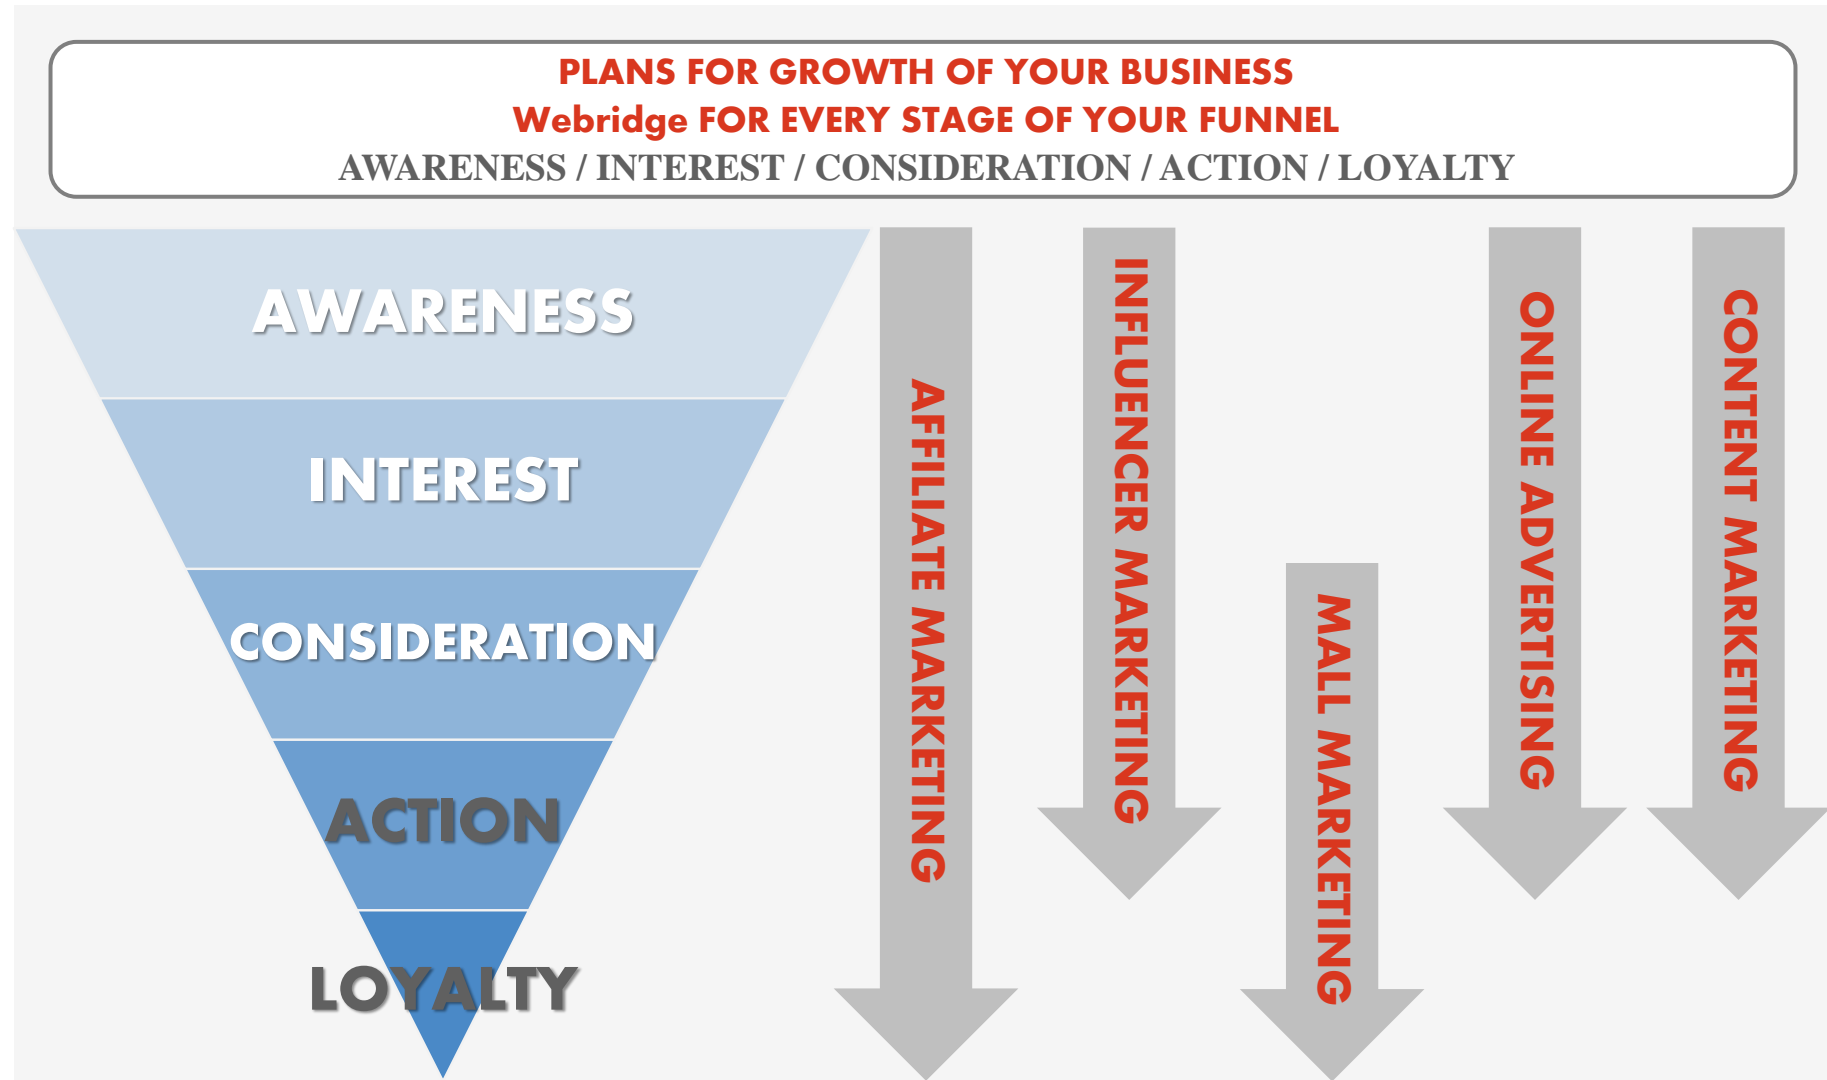 PLANS FOR GROWTH OF YOUR BUSINESS
Webridge FOR EVERY STAGE OF YOUR FUNNEL
AWARENESS / INTEREST / CONSIDERATION / ACTION / LOYALTY
AWARENESS
INTEREST
CONSIDERATION
ACTION
LOYALTY
AFFILIATE MARKETING
INFLUENCER MARKETING
MALL MARKETING
ONLINE ADVERTISING
CONTENT MARKETING